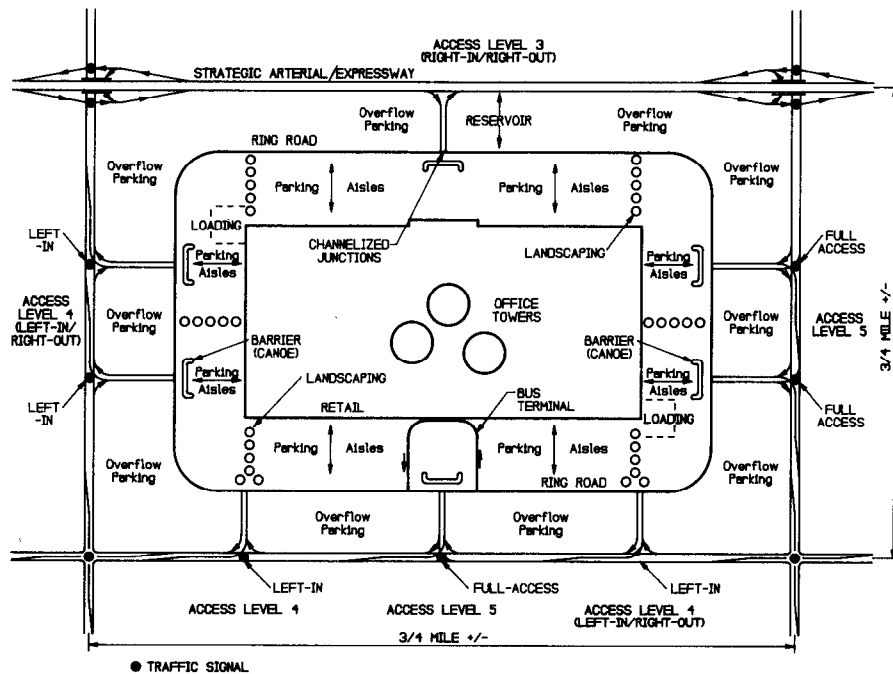 ACCESS LEVEL 3
(RIGHT-IN/RIGHT-OUT)
STRATEGIC ARTERIAL/EXPRESSWAY
Overflow
Parking
RESERVOIR
Overflow
Parking
RING ROAD
Overflow
Parking
Overflow
Parking
Parking
Aisles
Parking
Aisles
LOADING
CHANNELIZED
JUNCTIONS
LANDSCAPING
LEFT
-IN
FULL
ACCESS
Parking
Aisles
Parking
Aisles
ACCESS
LEVEL 4
(LEFT-IN/
RIGHT-OUT)
Overflow
Parking
OFFICE
TOWERS
Overflow
Parking
ACCESS
LEVEL 5
3/4 MILE +/-
BARRIER
(CANOE)
BARRIER
(CANOE)
Parking
Aisles
Parking
Aisles
LEFT
-IN
LANDSCAPING
BUS
TERMINAL
FULL
ACCESS
RETAIL
LOADING
Parking
Aisles
Parking
Aisles
Overflow
Parking
RING ROAD
Overflow
Parking
Overflow
Parking
Overflow
Parking
LEFT-IN
FULL-ACCESS
LEFT-IN
ACCESS LEVEL 4
ACCESS LEVEL 5
ACCESS LEVEL 4
(LEFT-IN/RIGHT-OUT)
3/4 MILE +/-
TRAFFIC SIGNAL